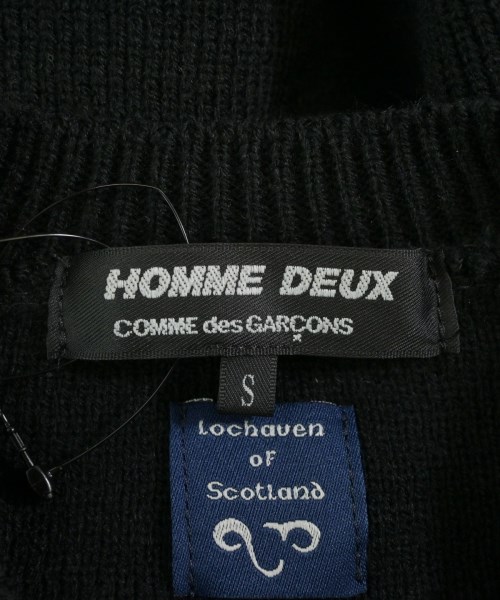 HOMME DEUX
COMME des GARÇONS
S
Lochaven
of
Scotland